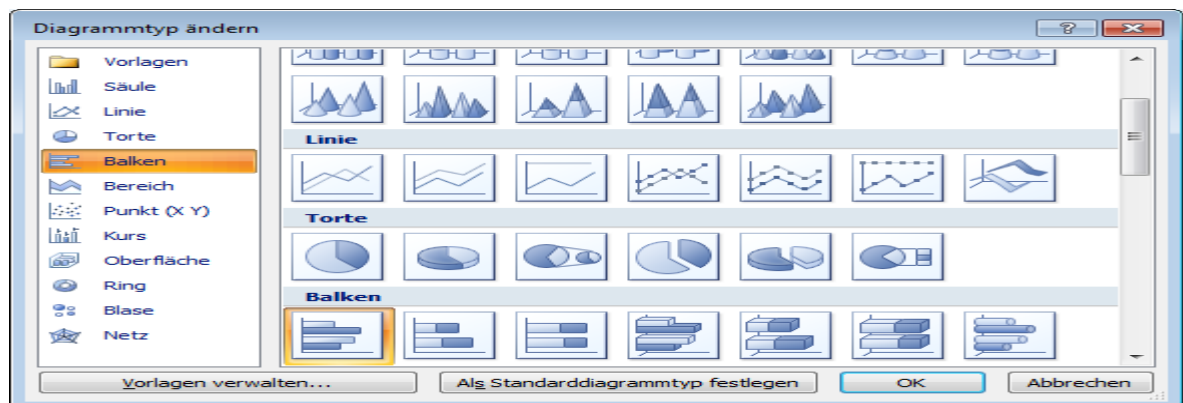 Diagrammtyp ändern
Vorlagen
Säule
Linie
Torte
Balken
Bereich
Punkt (X Y)
Kurs
Oberfläche
Ring
Blase
Netz
Linie
Torte
Balken
Vorlagen verwalten...
Als Standarddiagrammtyp festlegen
OK
Abbrechen